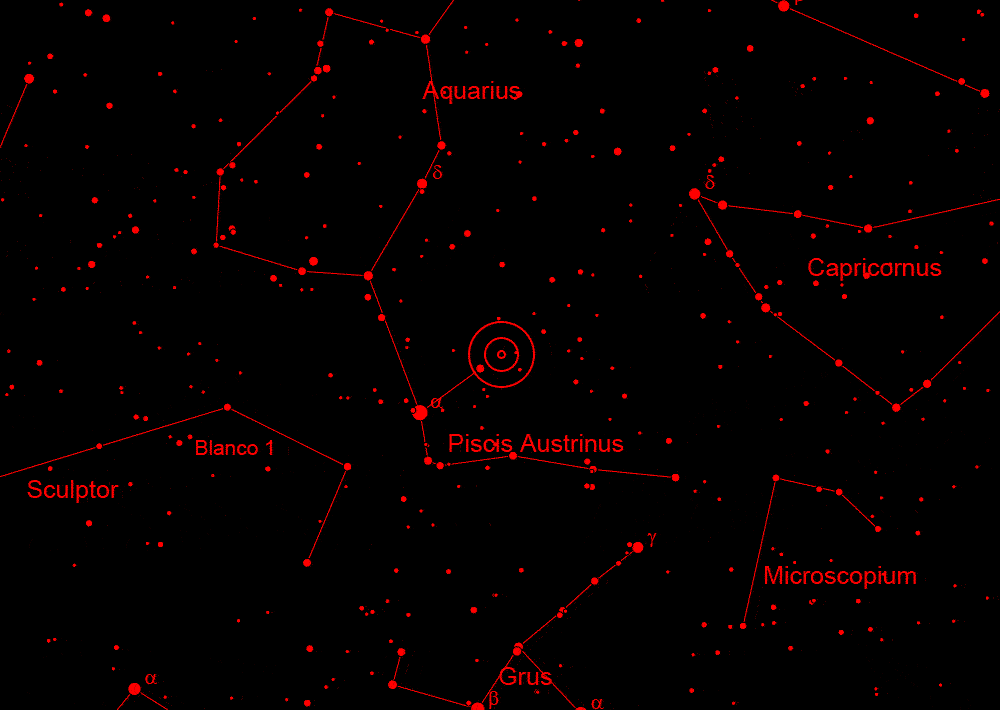 Aquarius
δ
δ
Capricornus
α
Piscis Austrinus
Blanco 1
Sculptor
γ
Microscopium
Grus
α
β
α